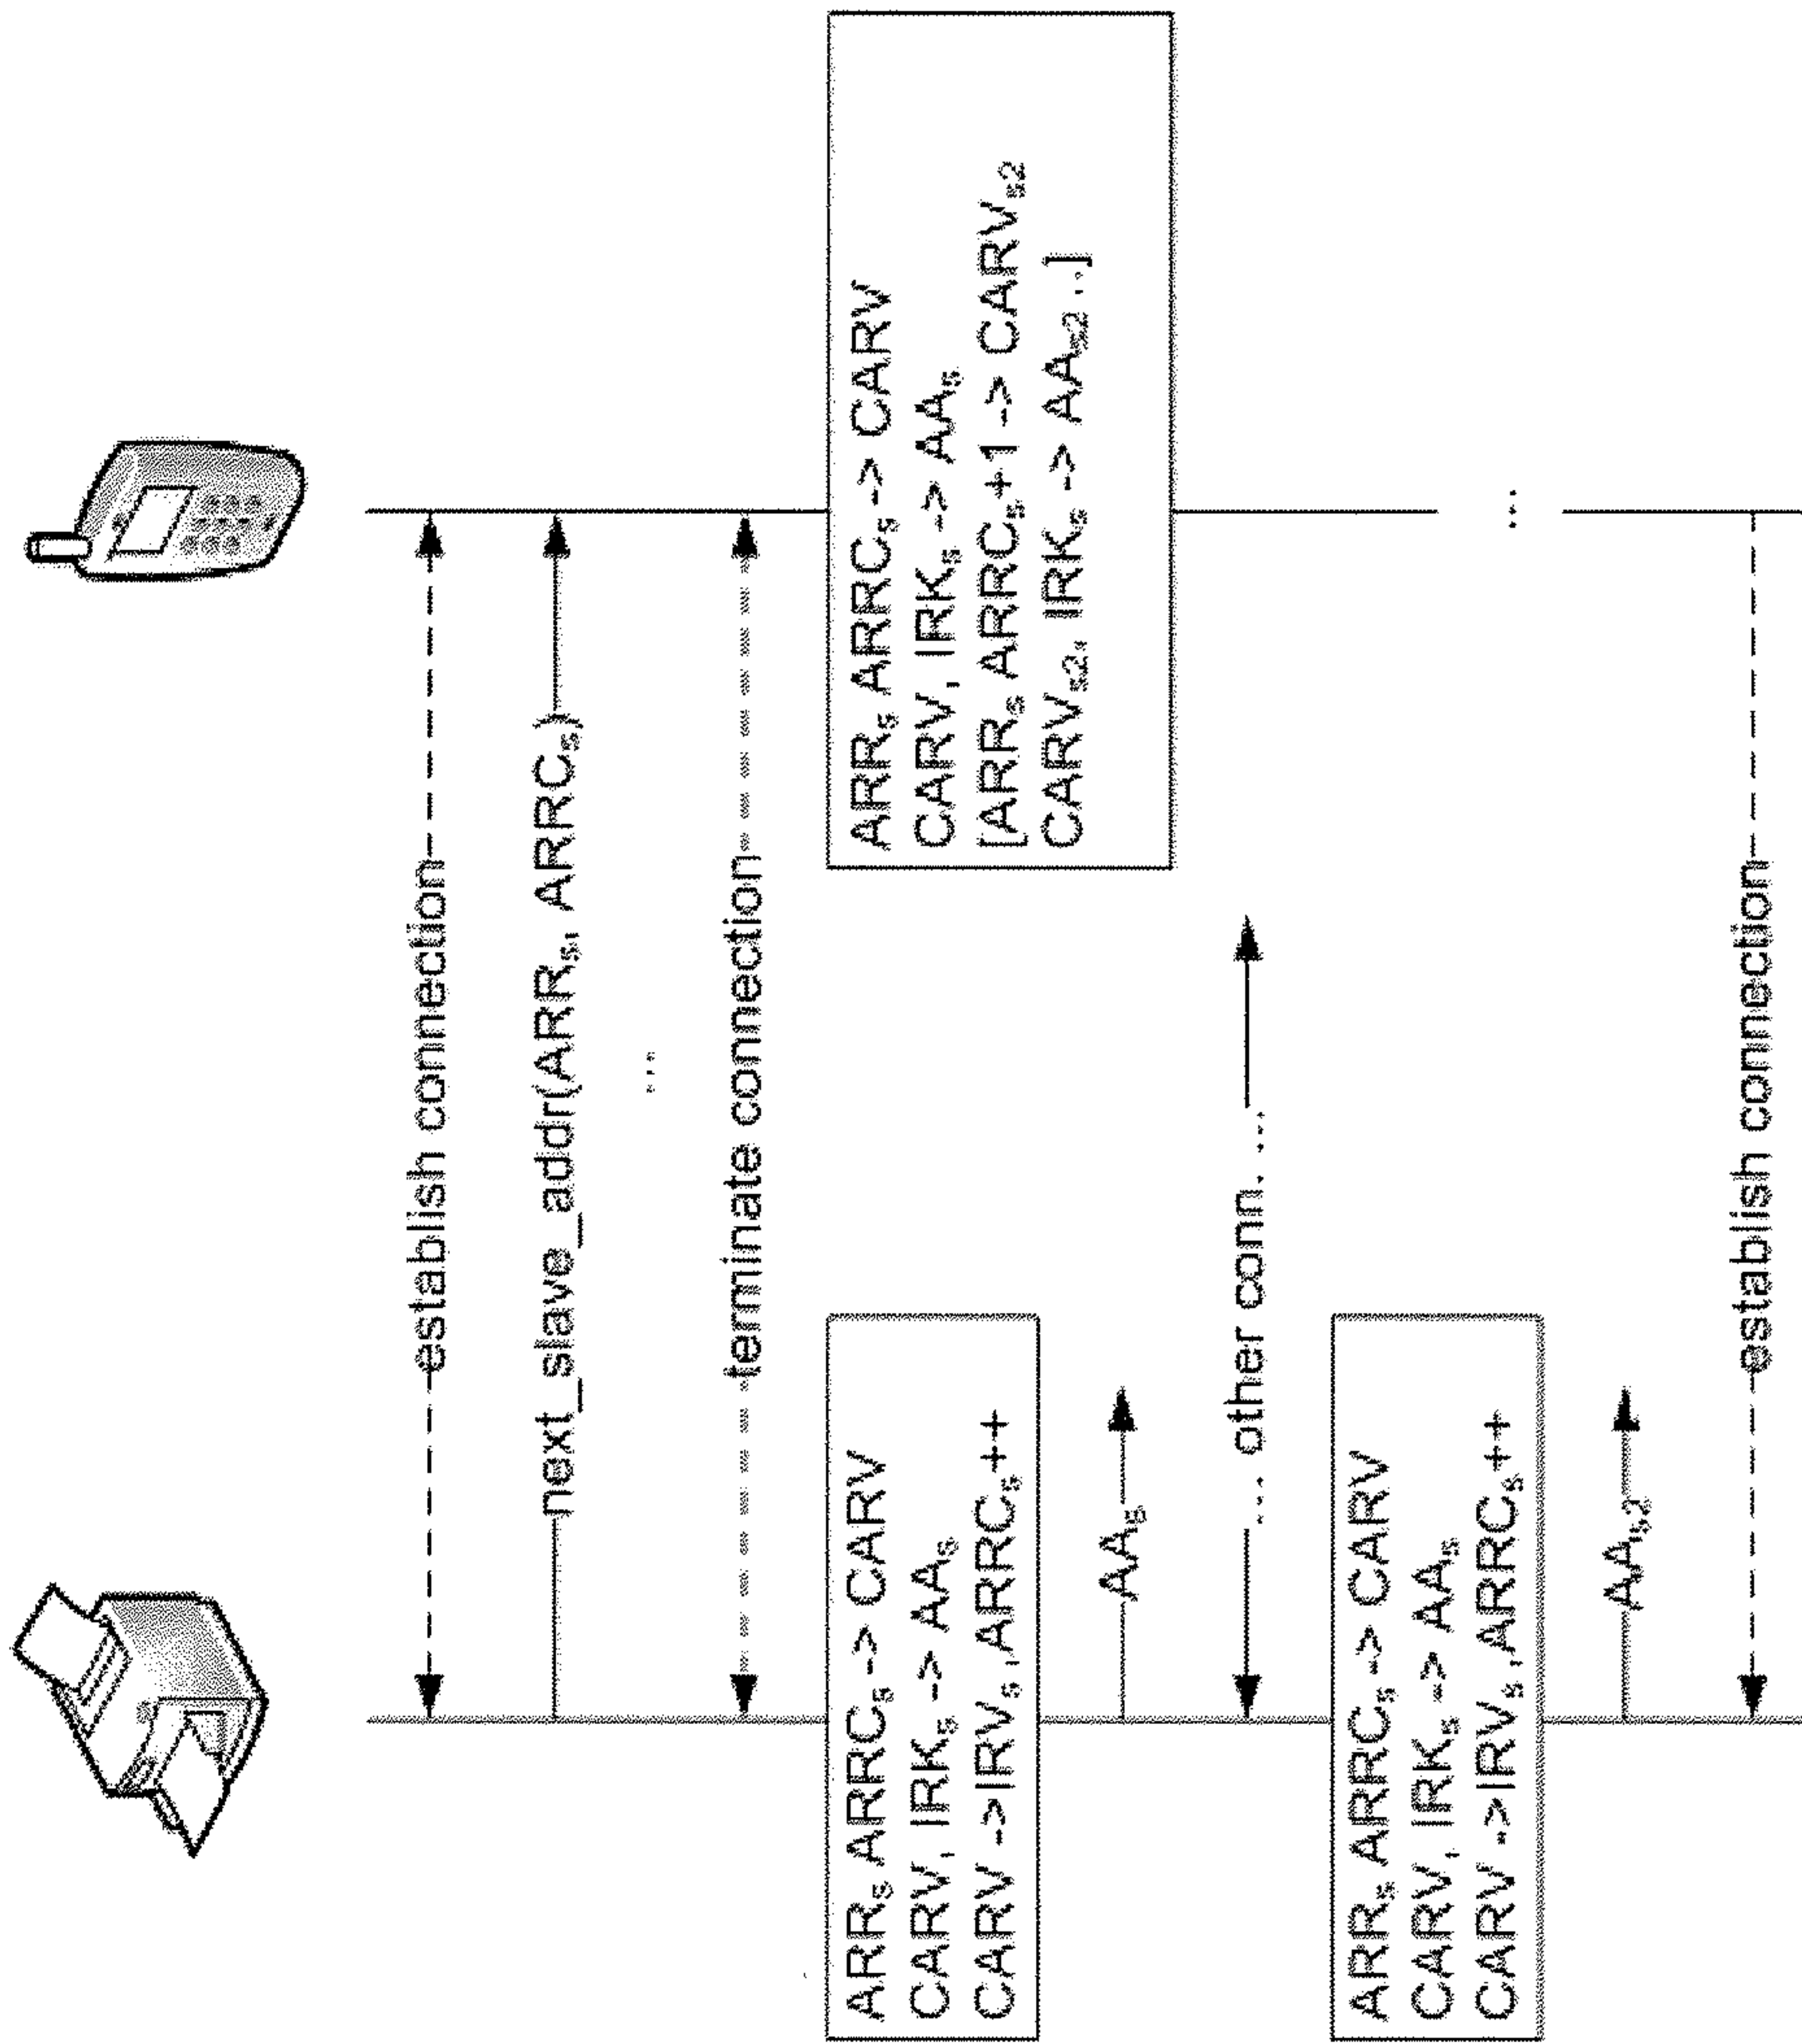 establish connection
next_slave_addr(ARRₛ, ARRCₛ)
...
terminate connection
ARRₛ ARRCₛ -> CARV
CARV, IRKₛ -> AAₛ
CARV ->IRVₛ,ARRCₛ++
ARRₛ ARRCₛ -> CARV
CARV, IRKₛ -> AAₛ
[ARRₛ ARRCₛ+1 -> CARVₛ₂
CARVₛ₂, IRKₛ -> AAₛ₂ ..]
AAₛ
... other conn. ...
ARRₛ ARRCₛ -> CARV
CARV, IRKₛ -> AAₛ
CARV ->IRVₛ,ARRCₛ++
...
AAₛ₂
establish connection